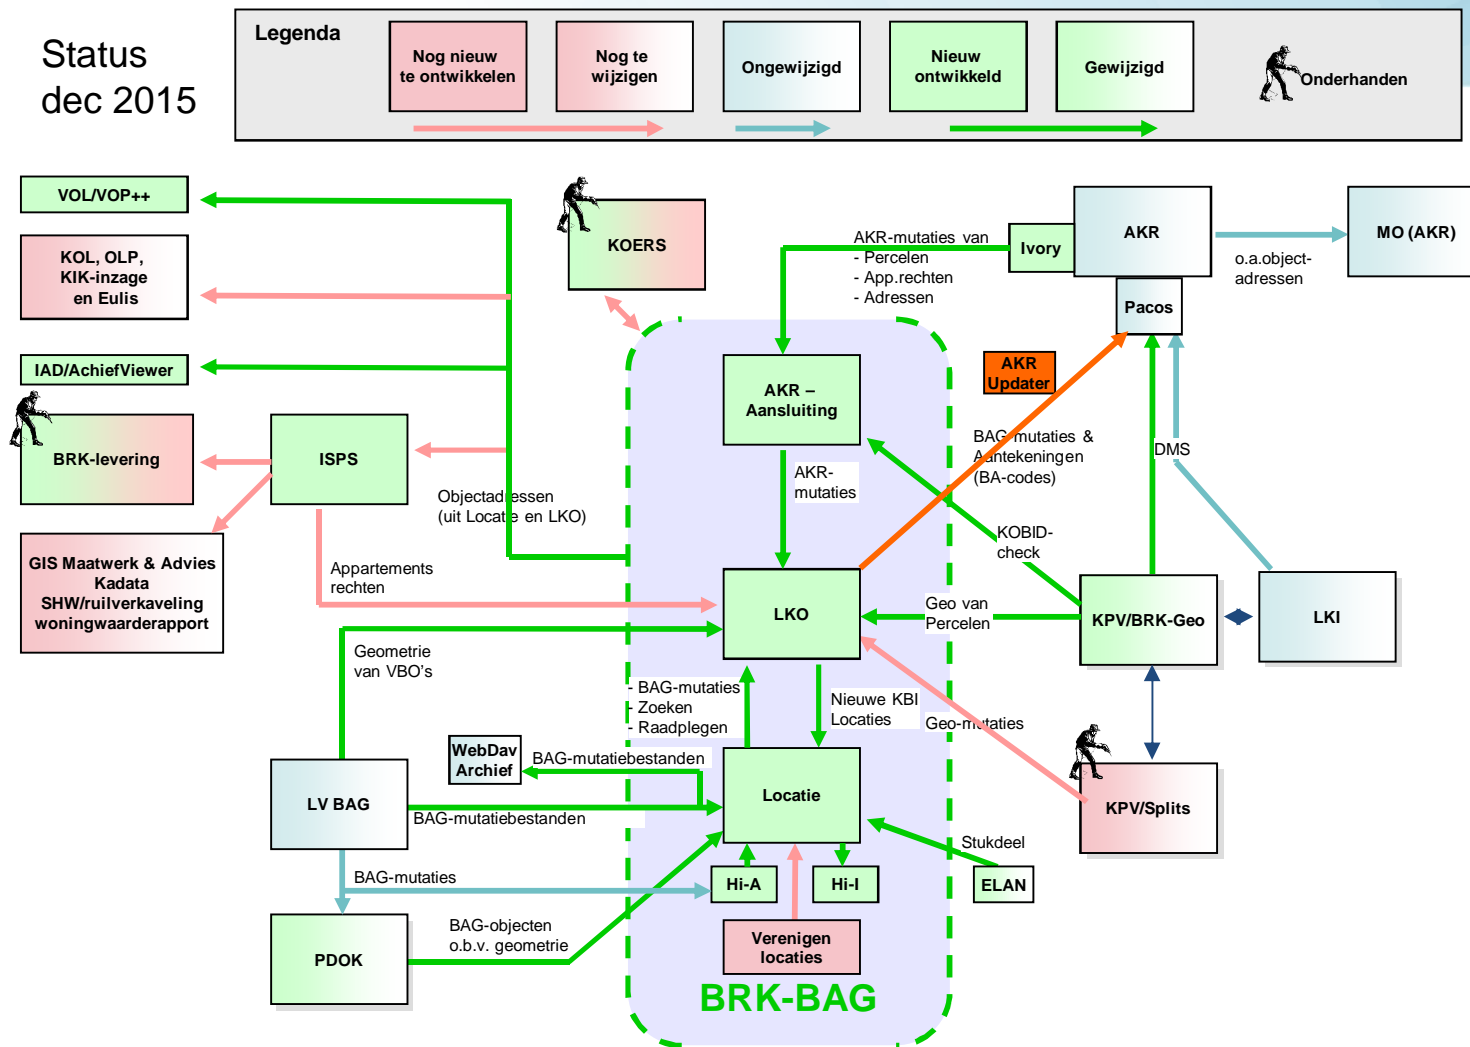 Status
dec 2015
Legenda
Nog nieuw
te ontwikkelen
Nog te
wijzigen
Ongewijzigd
Nieuw
ontwikkeld
Gewijzigd
Onderhanden
VOL/VOP++
KOL, OLP,
KIK-inzage
en Eulis
IAD/AchiefViewer
BRK-levering
ISPS
GIS Maatwerk & Advies
Kadata
SHW/ruilverkaveling
woningwaarderapport
KOERS
AKR-mutaties van
- Percelen
- App.rechten
- Adressen
Ivory
AKR
Pacos
o.a.object-
adressen
MO (AKR)
AKR
Updater
AKR –
Aansluiting
BAG-mutaties &
Aantekeningen
(BA-codes)
DMS
AKR-
mutaties
Objectadressen
(uit Locatie en LKO)
KOBID-
check
Appartements
rechten
LKO
Geo van
Percelen
KPV/BRK-Geo
LKI
Geometrie
van VBO's
- BAG-mutaties
- Zoeken
- Raadplegen
Nieuwe KBI
Locaties
Geo-mutaties
WebDav
Archief
BAG-mutatiebestanden
LV BAG
BAG-mutatiebestanden
Locatie
KPV/Splits
Stukdeel
BAG-mutaties
Hi-A
Hi-I
ELAN
PDOK
BAG-objecten
o.b.v. geometrie
Verenigen
locaties
BRK-BAG